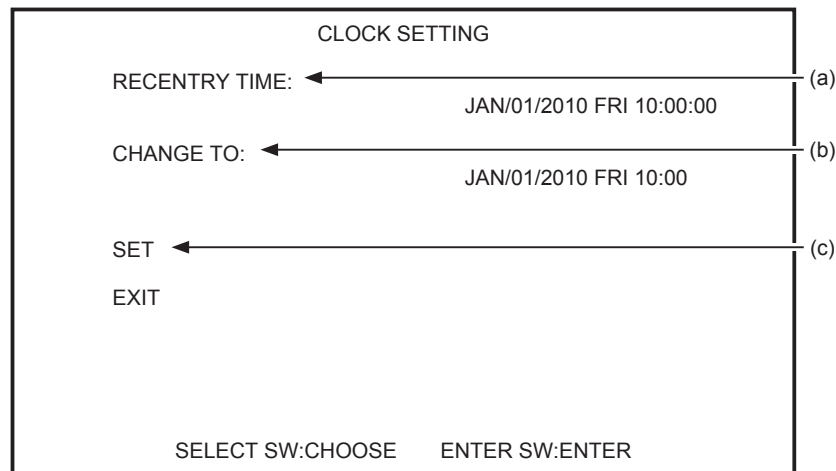 CLOCK SETTING
RECENTRY TIME:
(a)
JAN/01/2010 FRI 10:00:00
CHANGE TO:
(b)
JAN/01/2010 FRI 10:00
SET
(c)
EXIT
SELECT SW:CHOOSE ENTER SW:ENTER